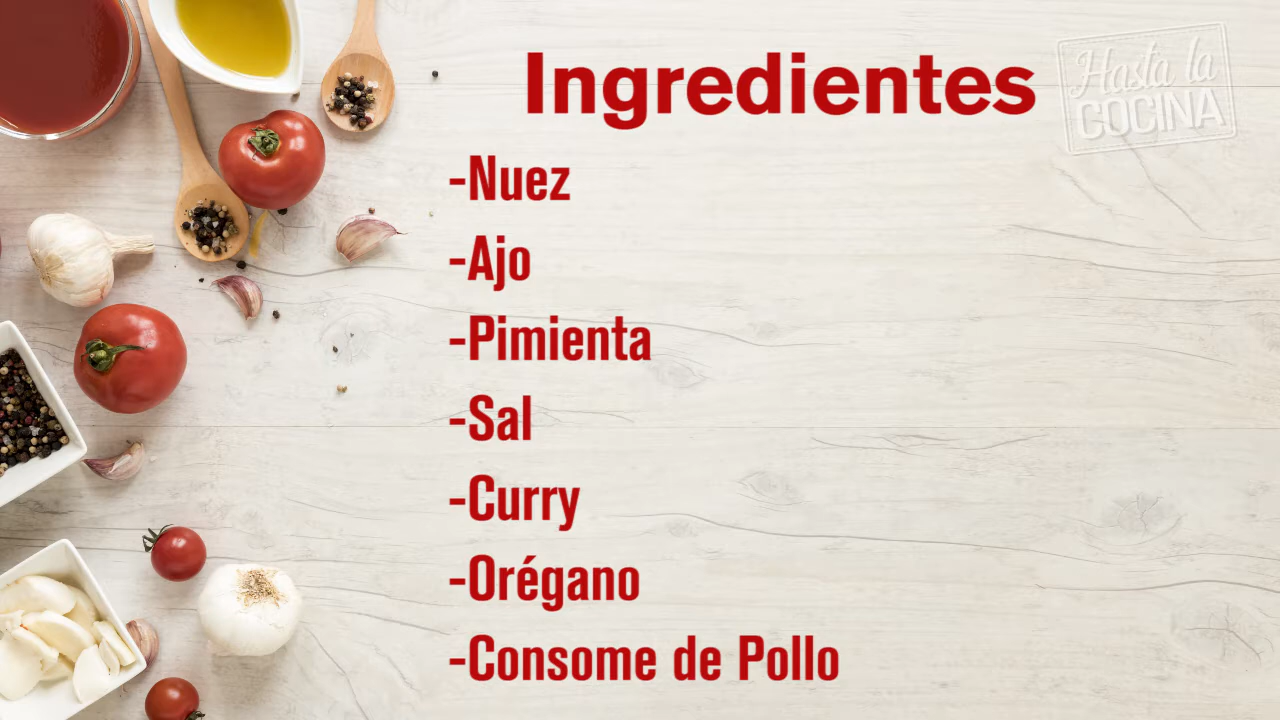 Ingredientes
Hasta la
COCINA
-Nuez
-Ajo
-Pimienta
-Sal
-Curry
-Orégano
-Consome de Pollo